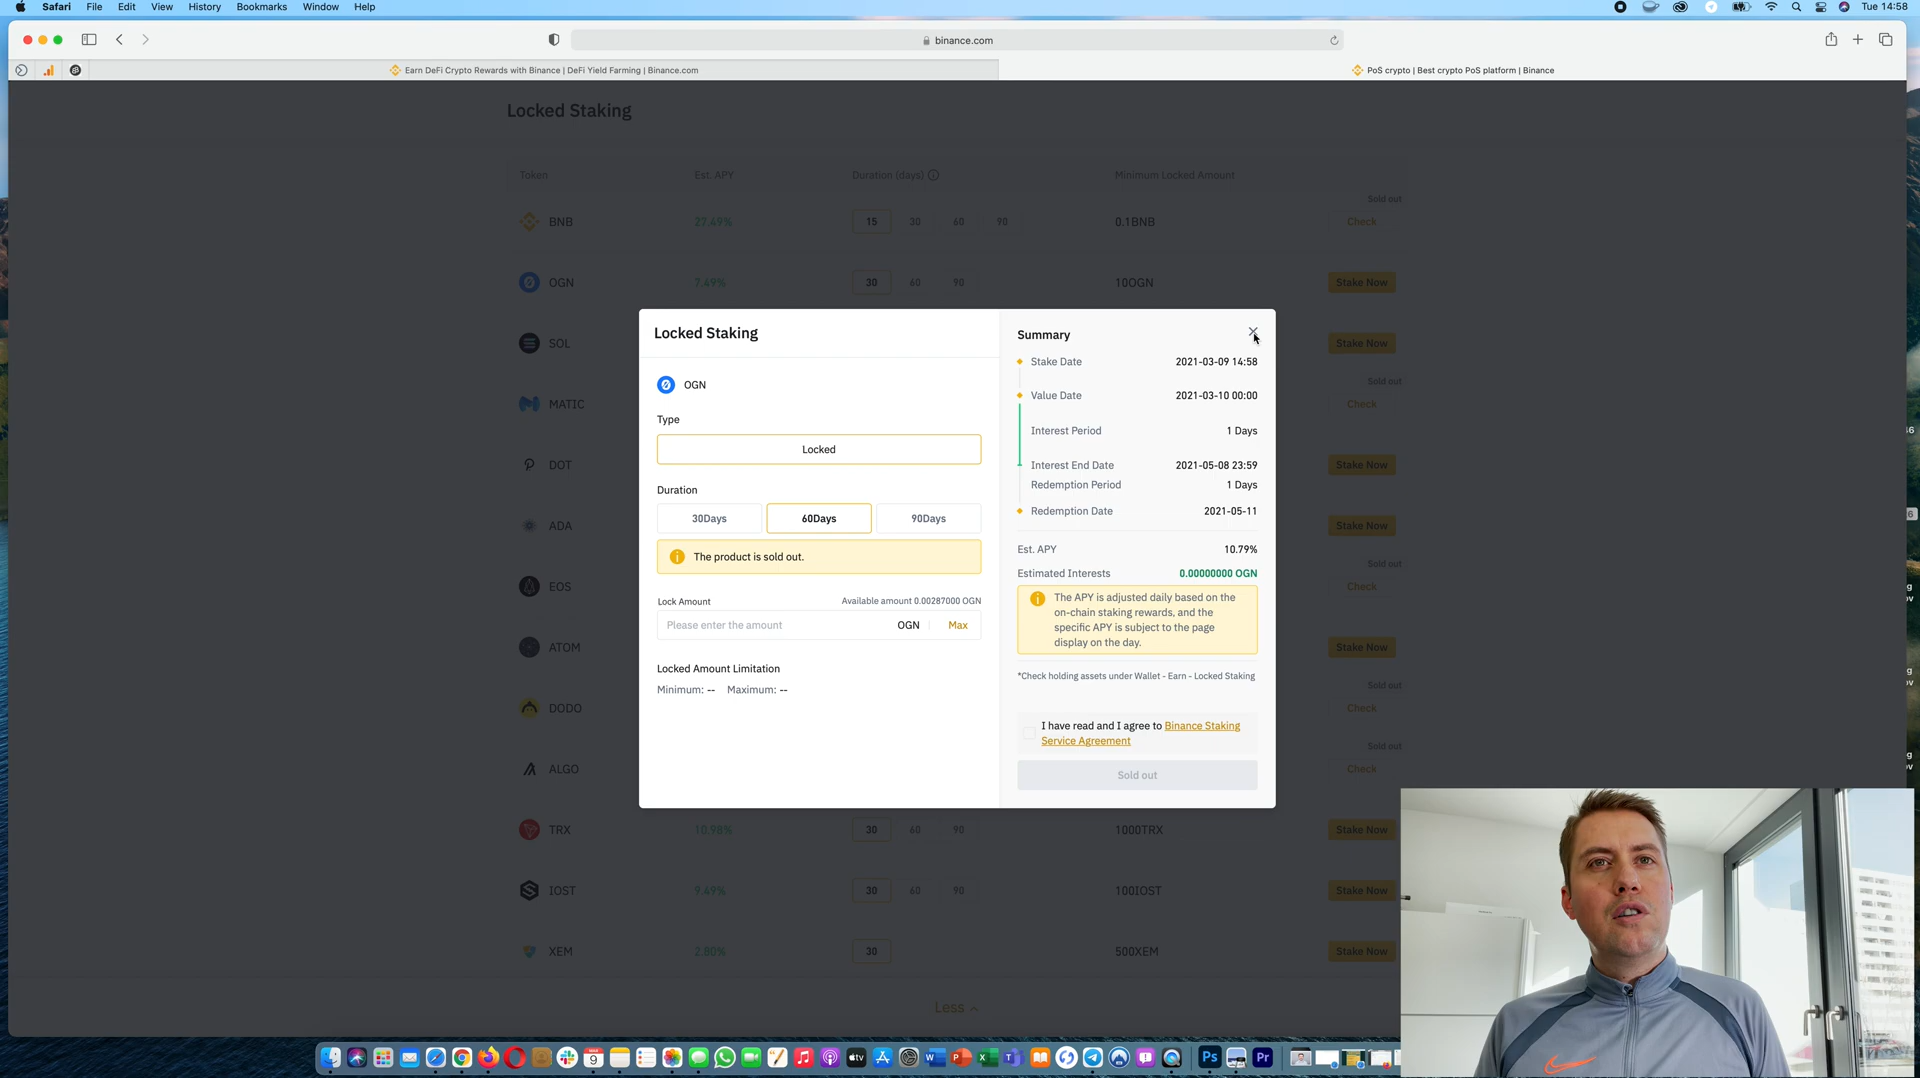 Safari File Edit View History Bookmarks Window Help
Tue 14:58
binance.com
Earn DeFi Crypto Rewards with Binance | DeFi Yield Farming | Binance.com
PoS crypto | Best crypto PoS platform | Binance
Locked Staking
Token Est. APY Duration (days) Minimum Locked Amount
Sold out
BNB 27.49% 15 30 60 90 0.1BNB Check
OGN 7.49% 30 60 90 10OGN Stake Now
SOL Stake Now
Sold out
MATIC Check
DOT Stake Now
ADA Stake Now
Sold out
EOS Check
ATOM Stake Now
Sold out
DODO Check
Sold out
ALGO Check
TRX 10.98% 30 60 90 1000TRX Stake Now
IOST 9.49% 30 60 90 100IOST Stake Now
XEM 2.80% 30 500XEM Stake Now
Less
Locked Staking
OGN
Type
Locked
Duration
30Days 60Days 90Days
The product is sold out.
Lock Amount Available amount 0.00287000 OGN
Please enter the amount OGN Max
Locked Amount Limitation
Minimum: -- Maximum: --
Summary
Stake Date 2021-03-09 14:58
Value Date 2021-03-10 00:00
Interest Period 1 Days
Interest End Date 2021-05-08 23:59
Redemption Period 1 Days
Redemption Date 2021-05-11
Est. APY 10.79%
Estimated Interests 0.00000000 OGN
The APY is adjusted daily based on the
on-chain staking rewards, and the
specific APY is subject to the page
display on the day.
*Check holding assets under Wallet - Earn - Locked Staking
I have read and I agree to Binance Staking
Service Agreement
Sold out
9
tv
W
P
X
T
Ps
Pr